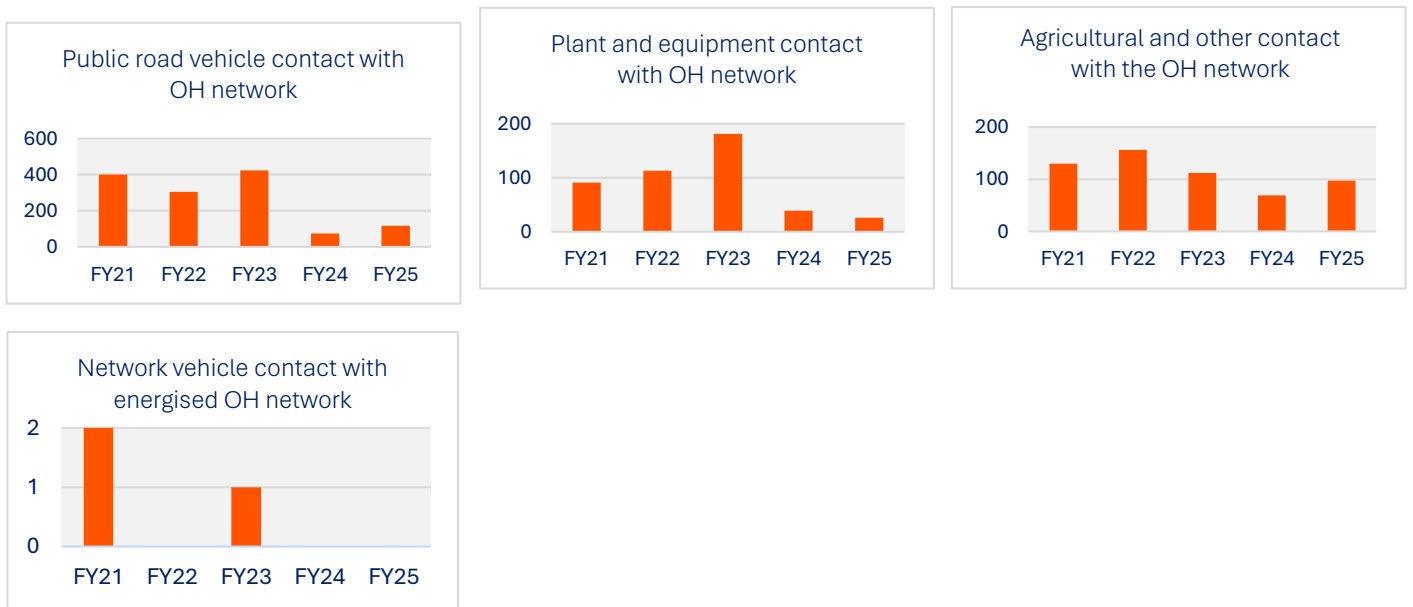 Public road vehicle contact with
OH network
600
400
200
0
FY21 FY22 FY23 FY24 FY25
Plant and equipment contact
with OH network
200
100
0
FY21 FY22 FY23 FY24 FY25
Agricultural and other contact
with the OH network
200
100
0
FY21 FY22 FY23 FY24 FY25
Network vehicle contact with
energised OH network
2
1
0
FY21 FY22 FY23 FY24 FY25